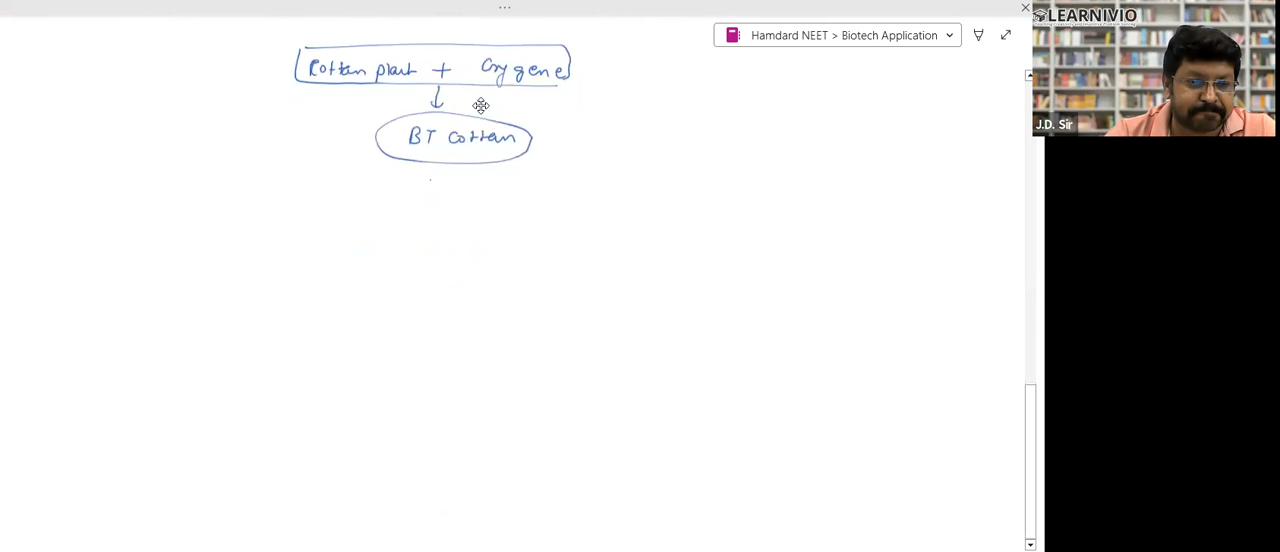 LEARNIVIO
Hamdard NEET > Biotech Application
J.D. Sir
Cotton plant + Cry gene
BT Cotton